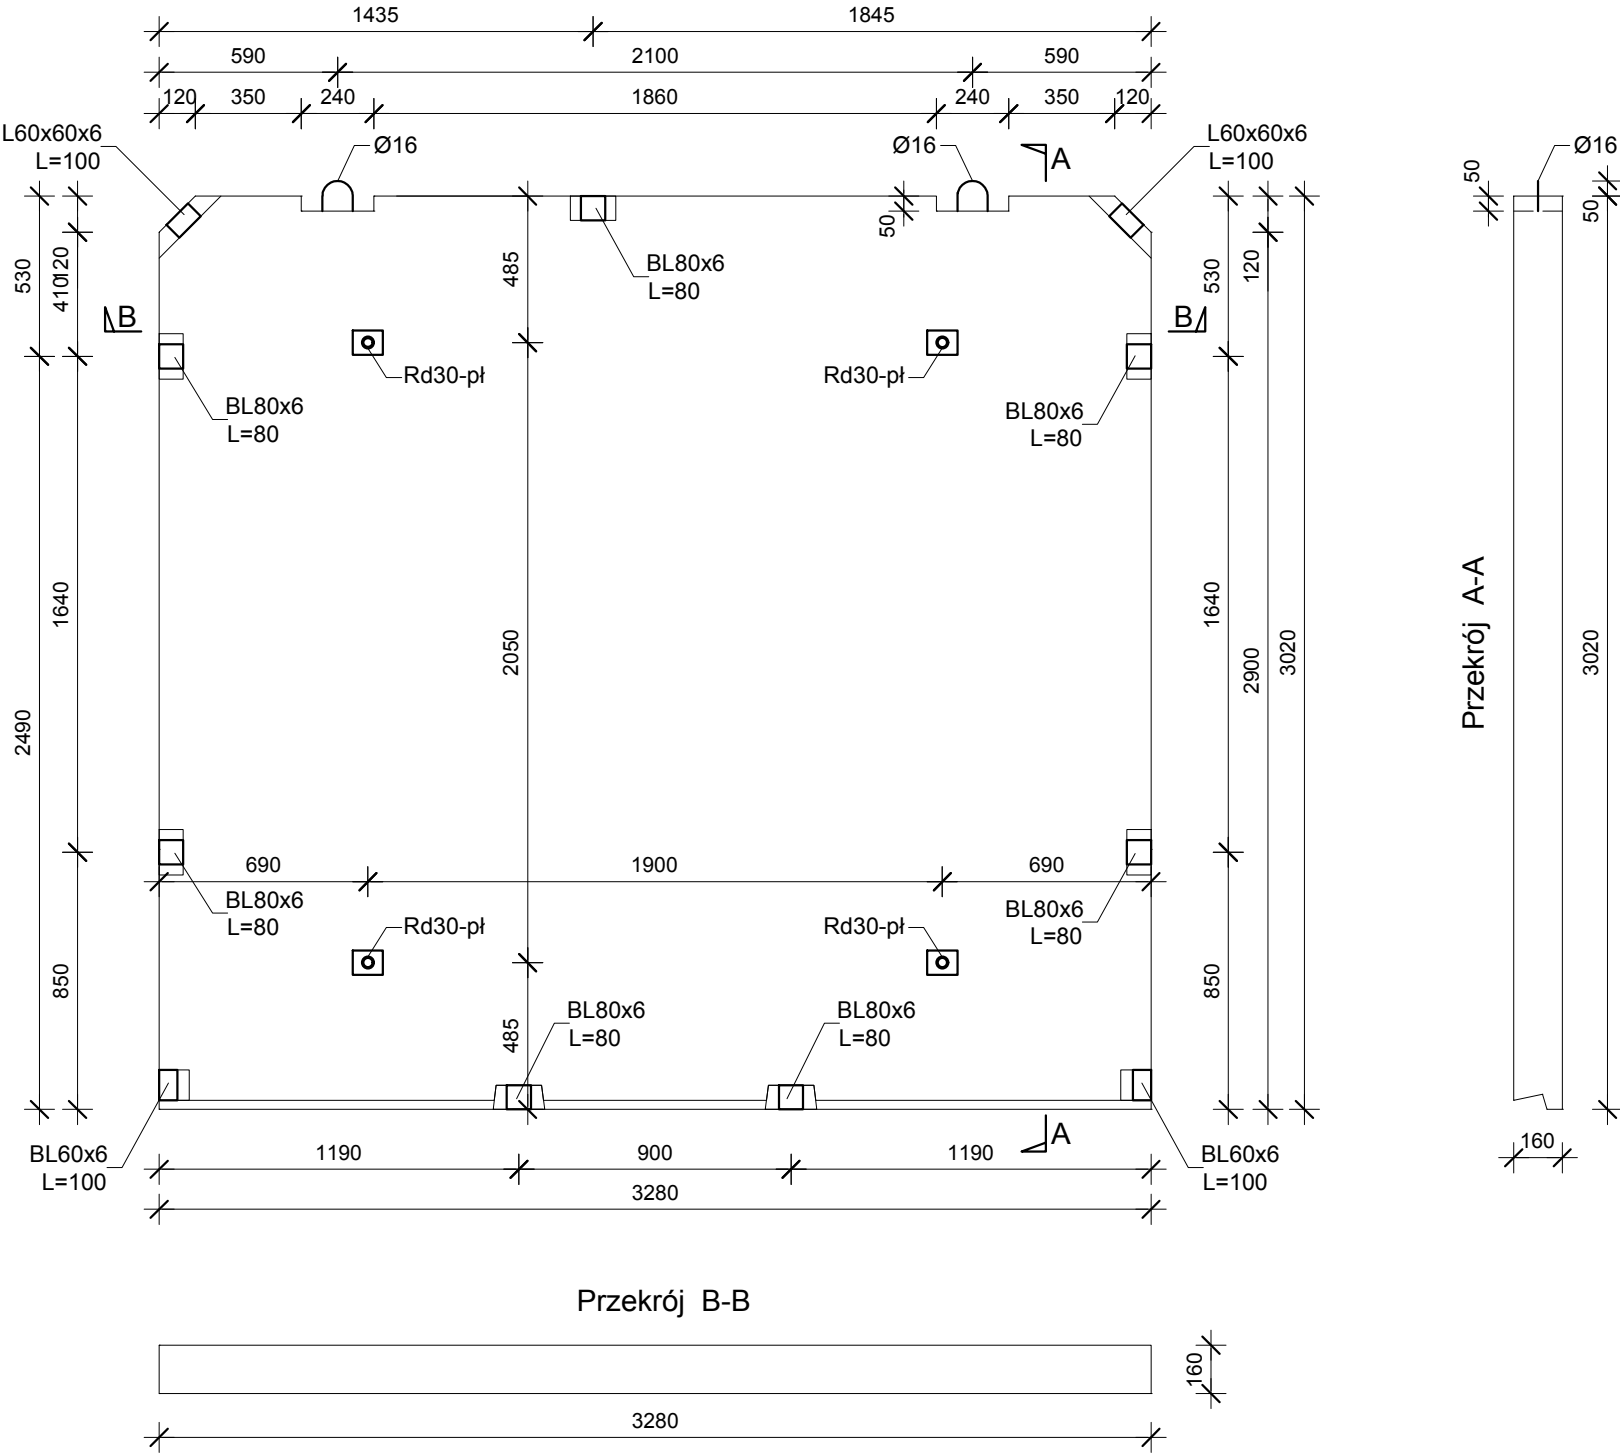 1435
1845
590
2100
590
120
350
240
1860
240
350
120
L60x60x6
L=100
Ø16
Ø16
A
L60x60x6
L=100
Ø16
50
50
50
BL80x6
L=80
485
530
120
410
530
120
B
B
Rd30-pł
Rd30-pł
BL80x6
L=80
BL80x6
L=80
1640
2050
1640
2900
3020
Przekrój A-A
3020
2490
690
1900
690
BL80x6
L=80
BL80x6
L=80
Rd30-pł
Rd30-pł
850
850
BL80x6
L=80
BL80x6
L=80
485
BL60x6
L=100
1190
900
1190
A
BL60x6
L=100
160
3280
Przekrój B-B
160
3280